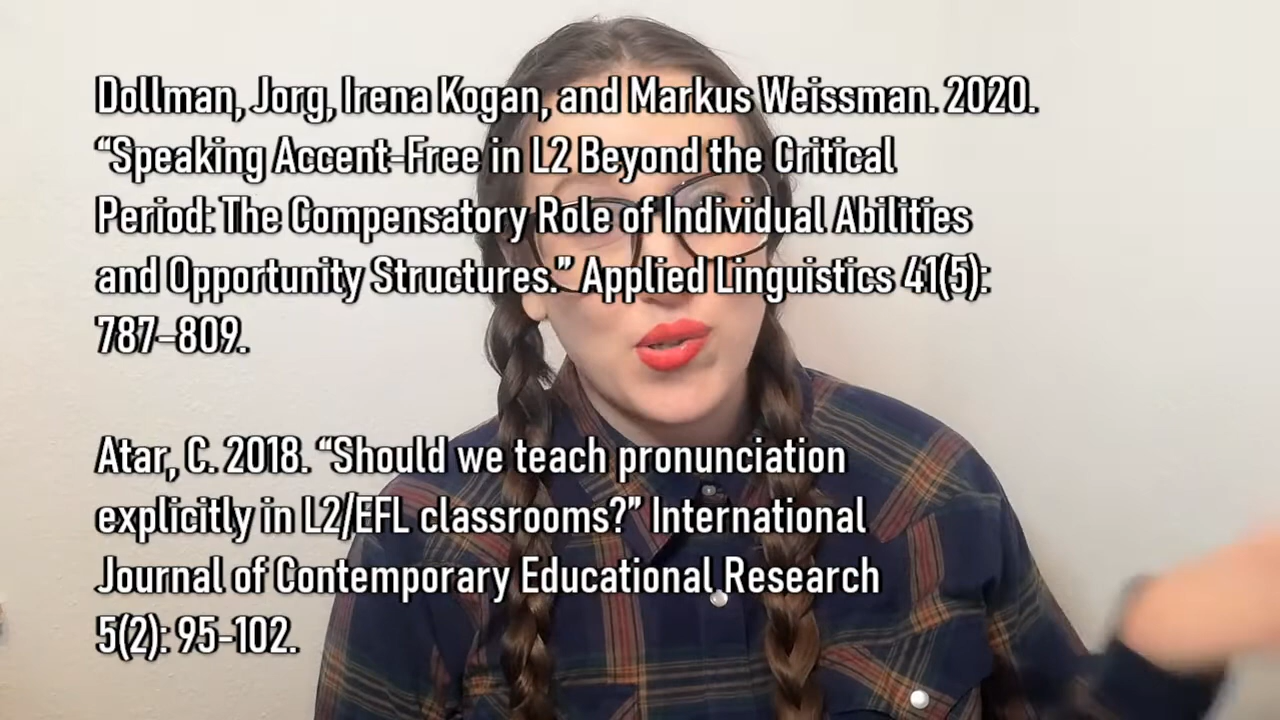 Dollman, Jorg, Irena Kogan, and Markus Weissman. 2020.
“Speaking Accent-Free in L2 Beyond the Critical
Period: The Compensatory Role of Individual Abilities
and Opportunity Structures.” Applied Linguistics 41(5):
787–809.
Atar, C. 2018. “Should we teach pronunciation
explicitly in L2/EFL classrooms?” International
Journal of Contemporary Educational Research
5(2): 95-102.